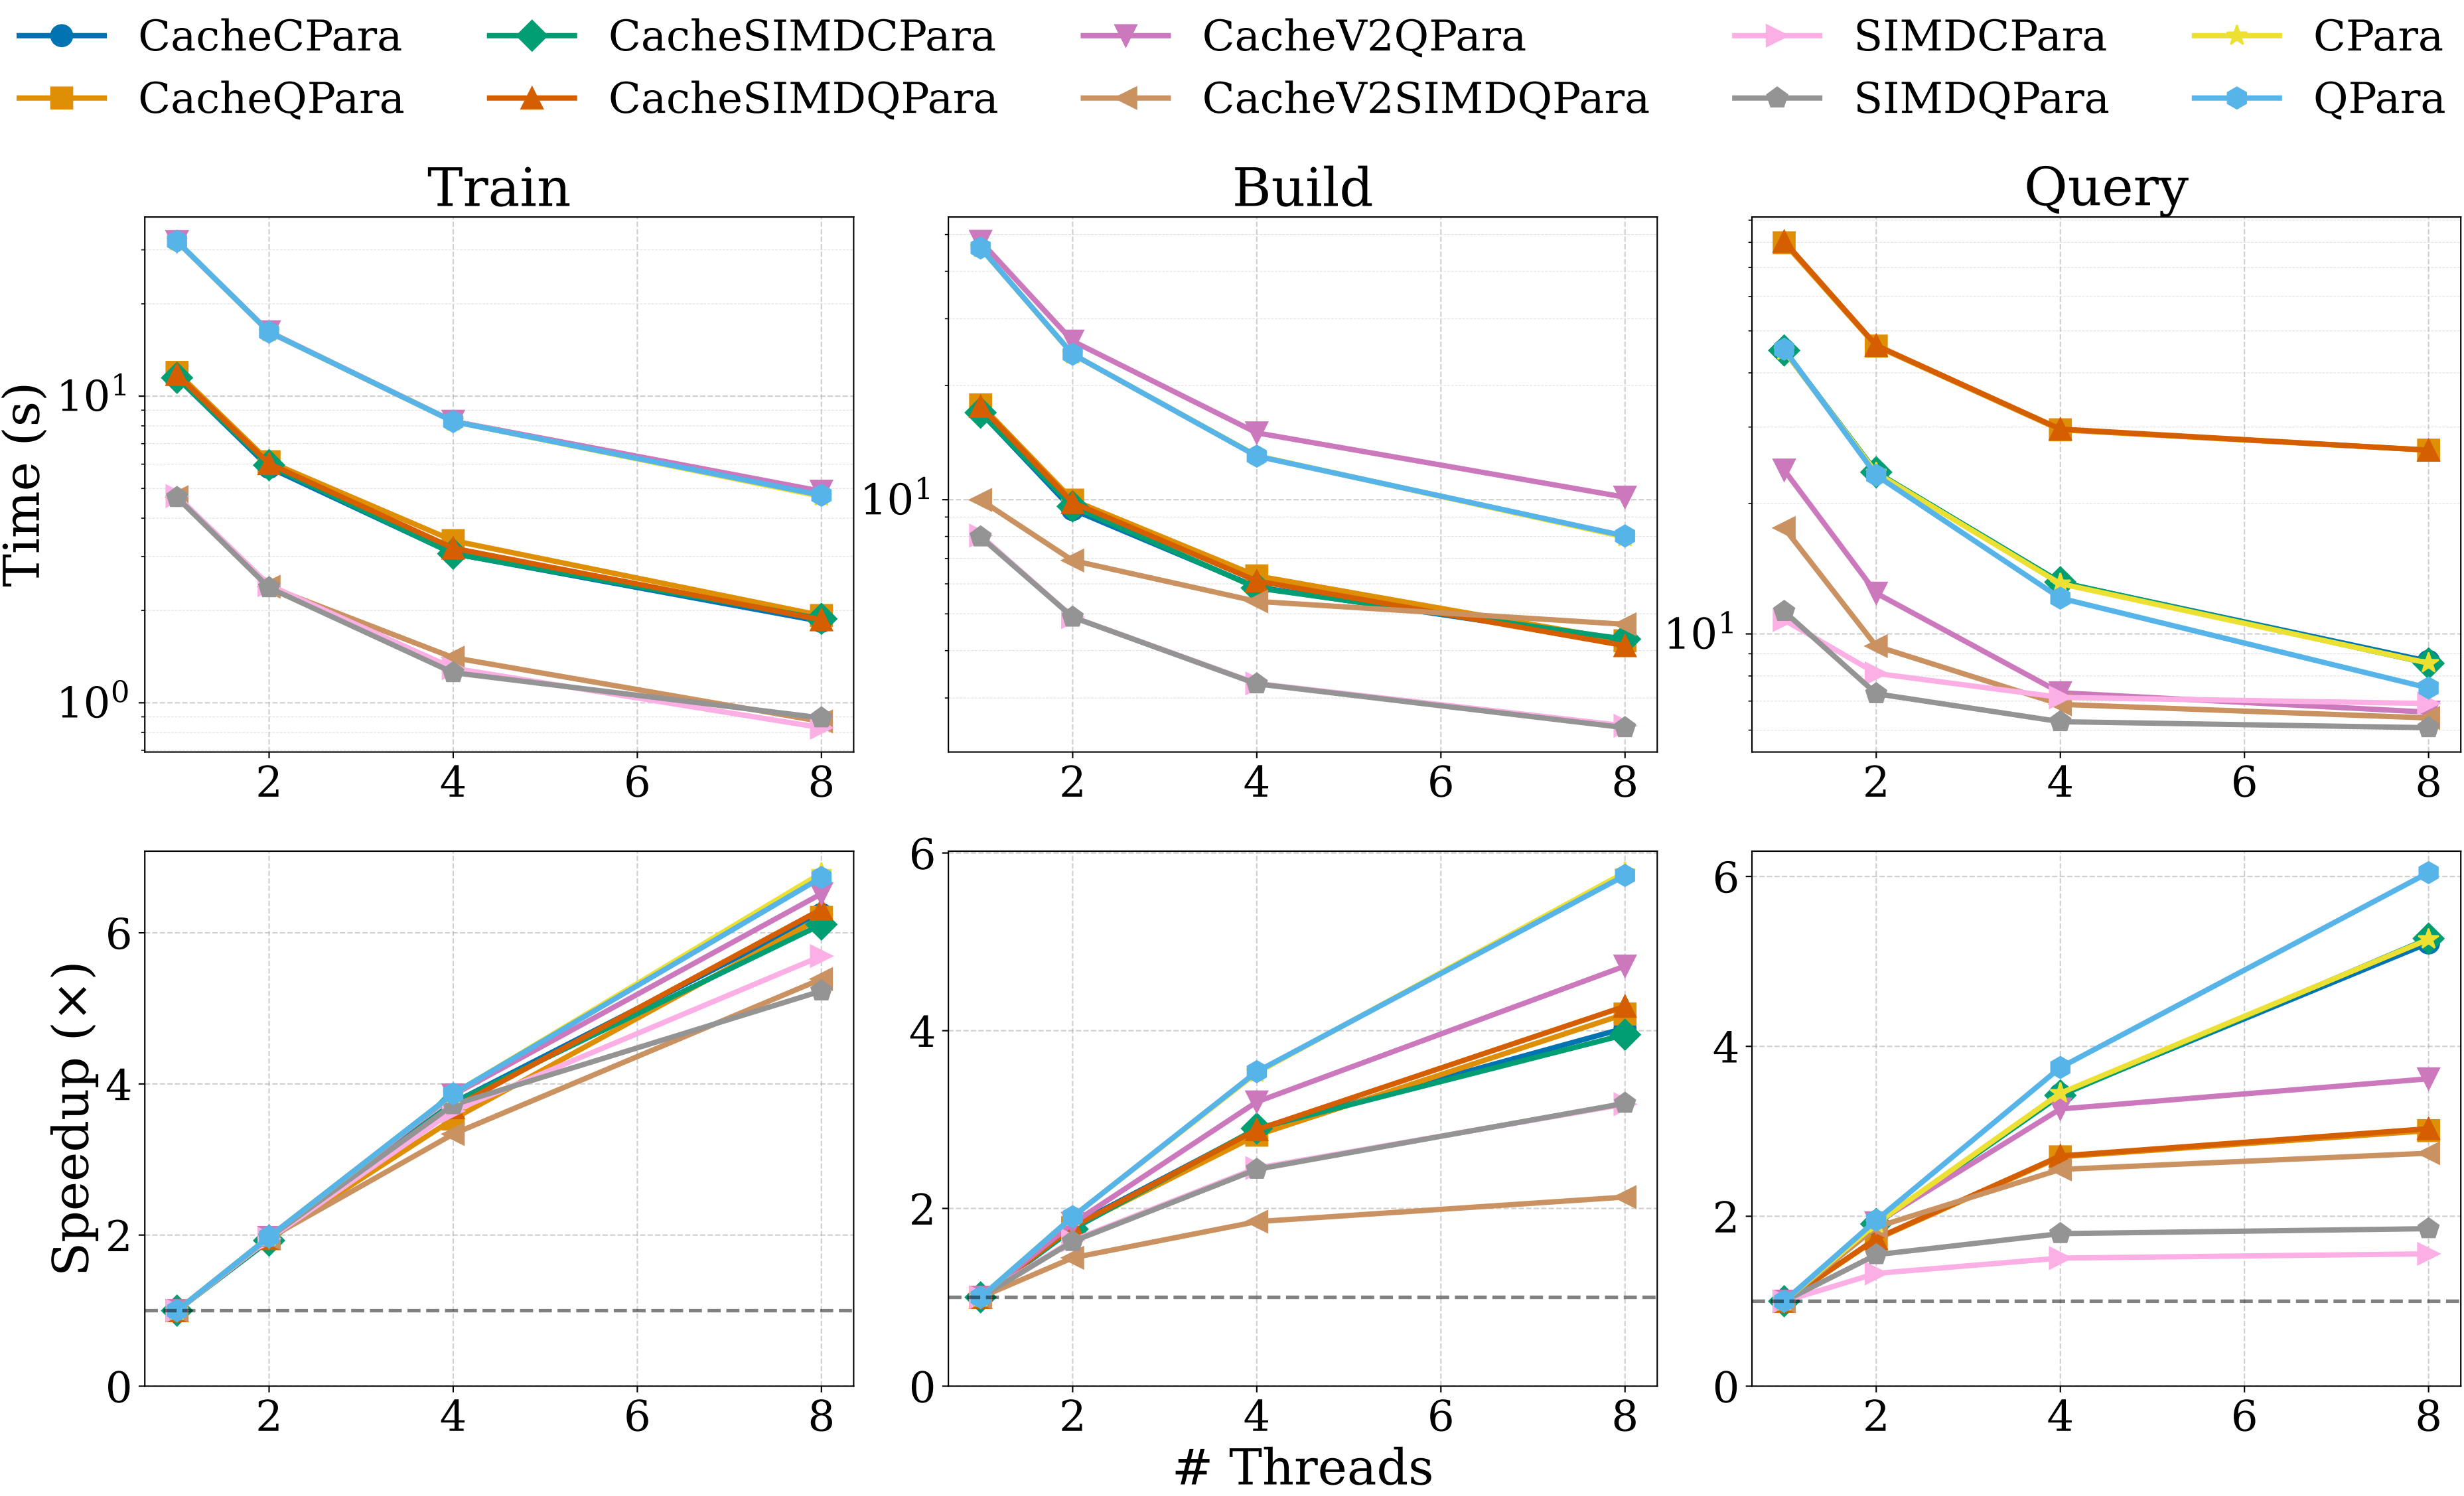 CacheCPara CacheSIMDCPara CacheV2QPara SIMDCPara CPara
CacheQPara CacheSIMDQPara CacheV2SIMDQPara SIMDQPara QPara
Train Build Query
Time (s)
10¹
10⁰
2 4 6 8
10¹
2 4 6 8
10¹
2 4 6 8
Speedup (×)
6
4
2
0
2 4 6 8
6
4
2
0
2 4 6 8
6
4
2
0
2 4 6 8
# Threads